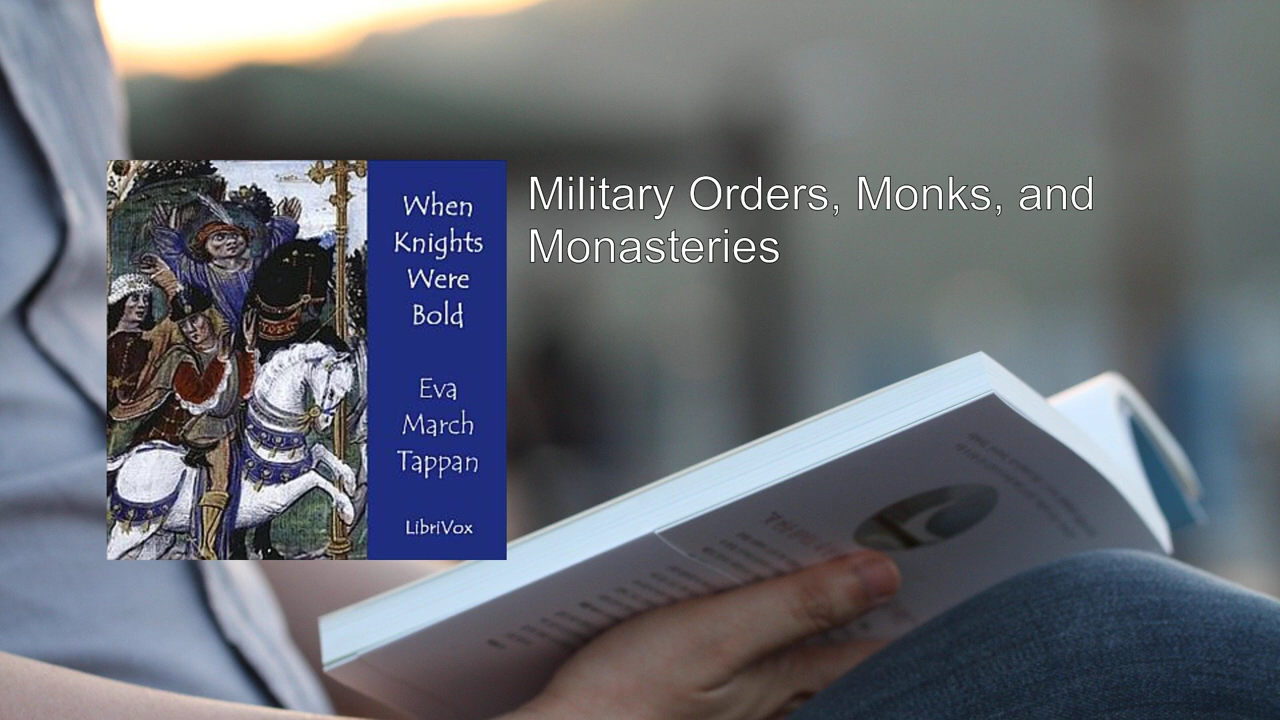 When
Knights
Were
Bold
Eva
March
Tappan
LibriVox
Military Orders, Monks, and
Monasteries